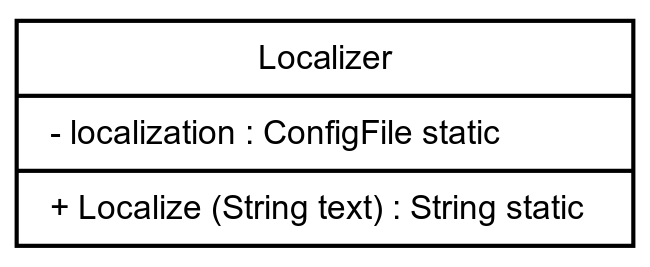 Localizer
- localization : ConfigFile static
+ Localize (String text) : String static